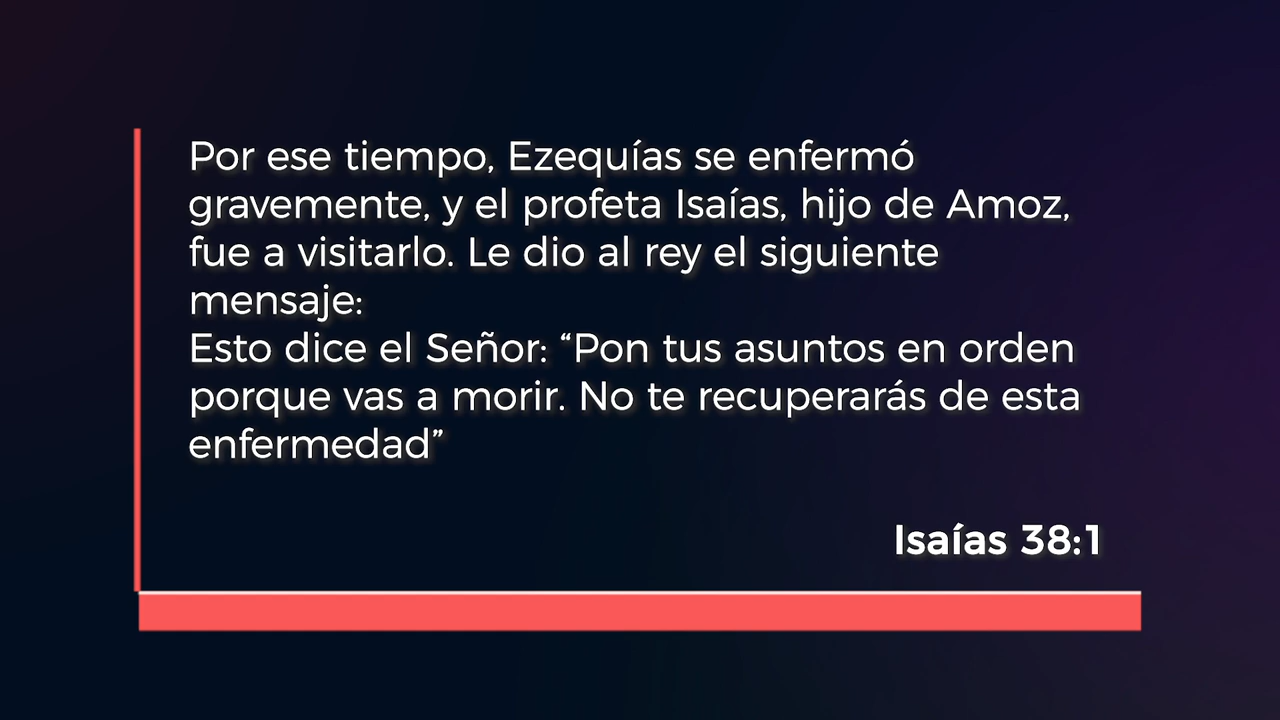 Por ese tiempo, Ezequías se enfermó
gravemente, y el profeta Isaías, hijo de Amoz,
fue a visitarlo. Le dio al rey el siguiente
mensaje:
Esto dice el Señor: “Pon tus asuntos en orden
porque vas a morir. No te recuperarás de esta
enfermedad”
Isaías 38:1